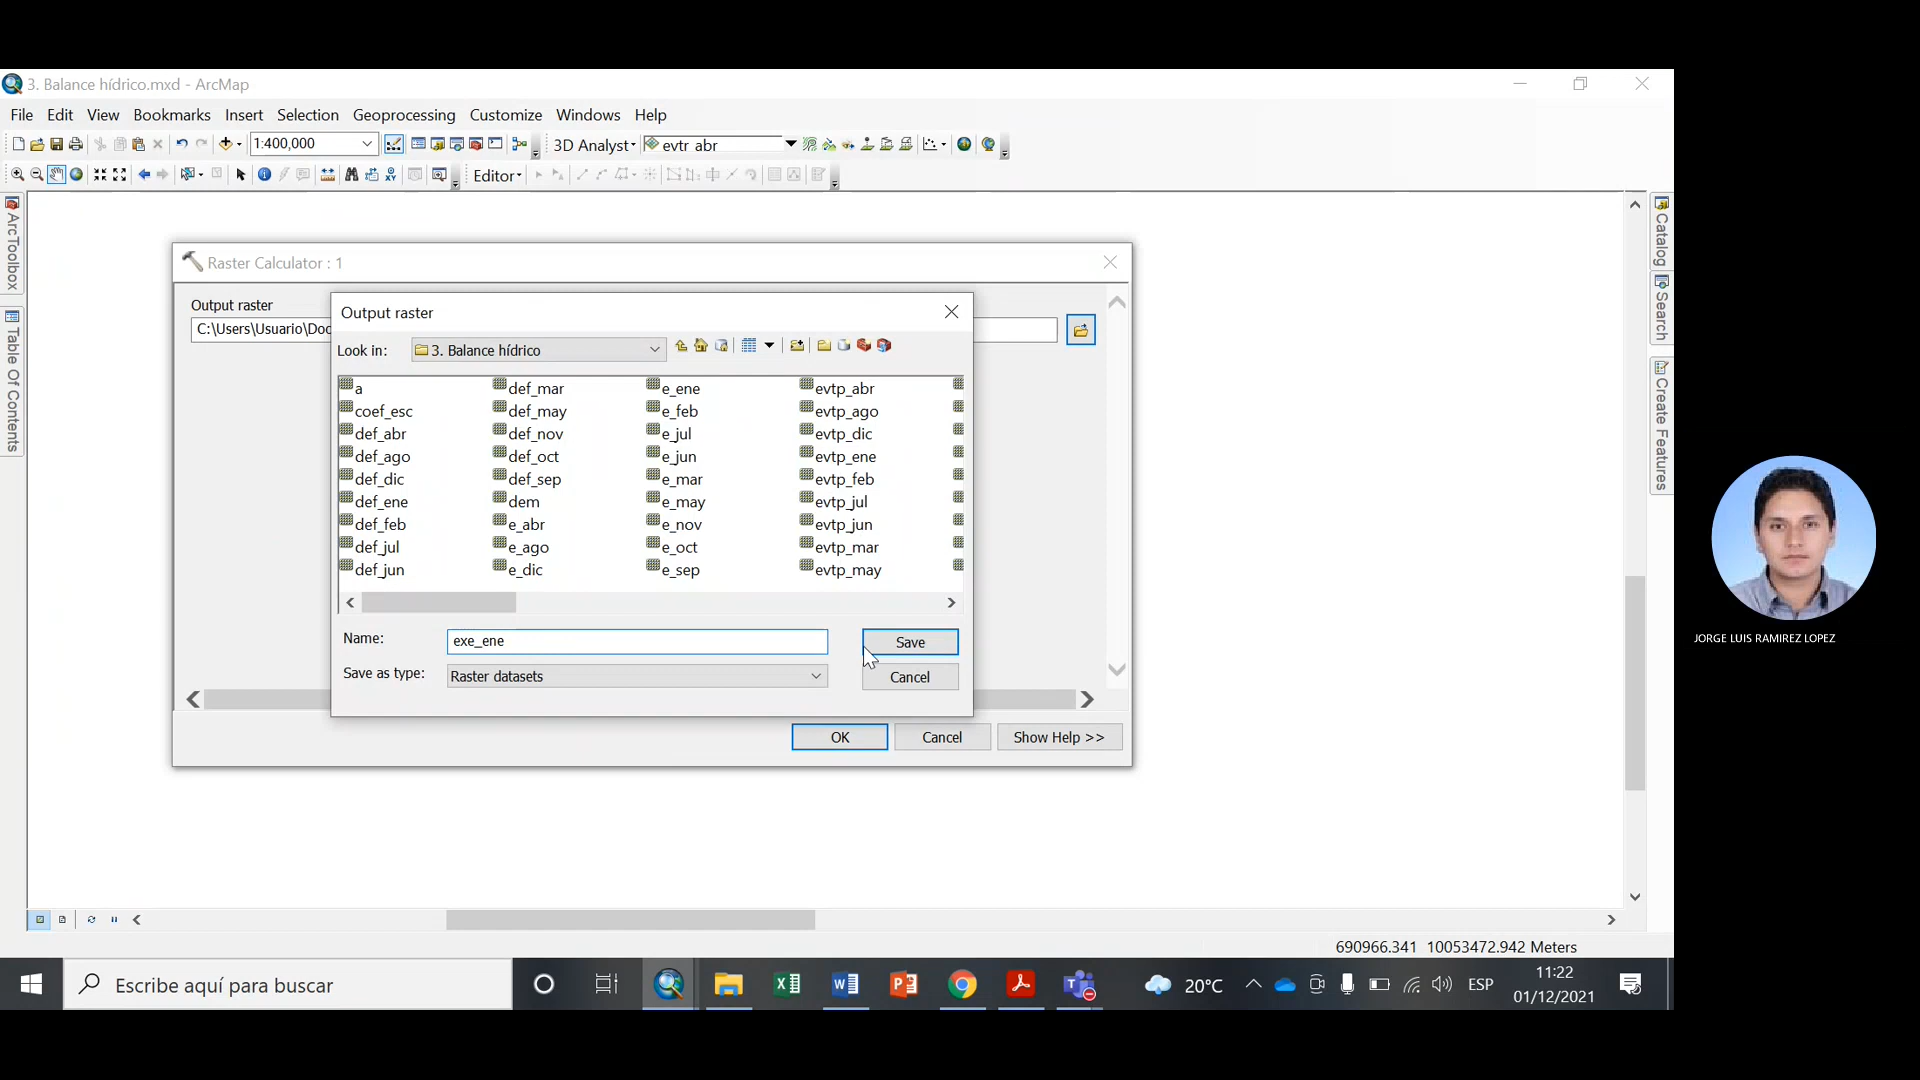 3. Balance hídrico.mxd - ArcMap
File Edit View Bookmarks Insert Selection Geoprocessing Customize Windows Help
1:400,000 3D Analyst evtr abr
Editor
ArcToolbox
Table Of Contents
Catalog
Search
Create Features
Raster Calculator : 1
Output raster
C:\Users\Usuario\Doc
Output raster
Look in: 3. Balance hídrico
a def_mar e_ene evtp_abr
coef_esc def_may e_feb evtp_ago
def_abr def_nov e_jul evtp_dic
def_ago def_oct e_jun evtp_ene
def_dic def_sep e_mar evtp_feb
def_ene dem e_may evtp_jul
def_feb e_abr e_nov evtp_jun
def_jul e_ago e_oct evtp_mar
def_jun e_dic e_sep evtp_may
Name: exe_ene Save
Save as type: Raster datasets Cancel
OK Cancel Show Help >>
JORGE LUIS RAMIREZ LOPEZ
690966.341 10053472.942 Meters
Escribe aquí para buscar
20°C
ESP
11:22
01/12/2021